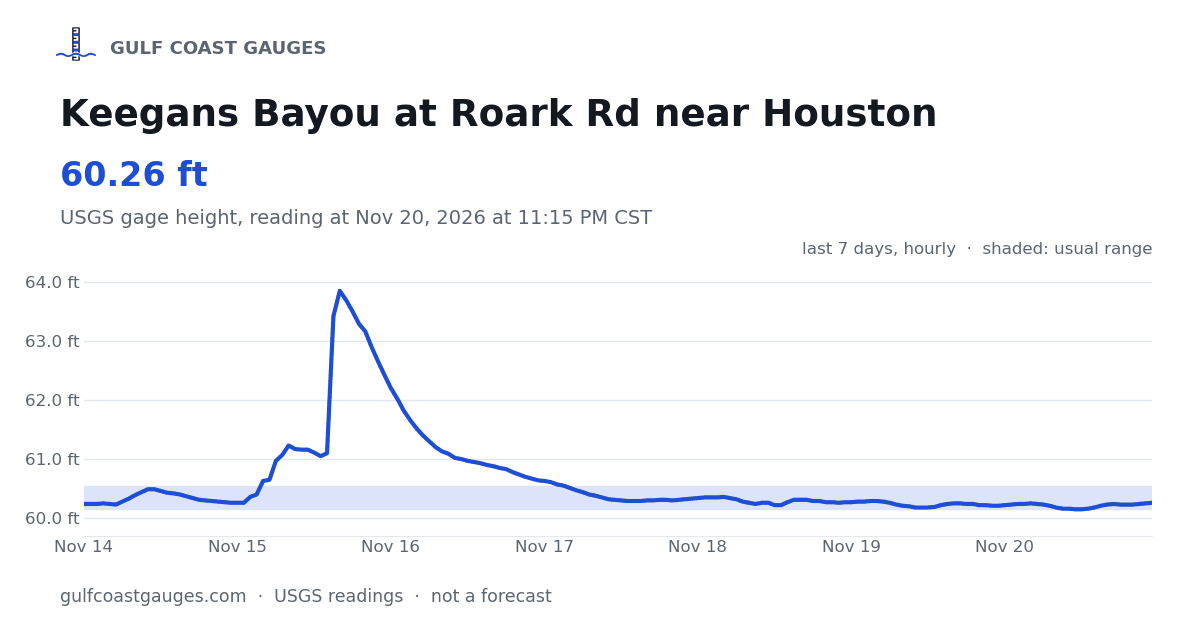 GULF COAST GAUGES
Keegans Bayou at Roark Rd near Houston
60.26 ft
USGS gage height, reading at Nov 20, 2026 at 11:15 PM CST
last 7 days, hourly · shaded: usual range
64.0 ft
63.0 ft
62.0 ft
61.0 ft
60.0 ft
Nov 14 Nov 15 Nov 16 Nov 17 Nov 18 Nov 19 Nov 20
gulfcoastgauges.com · USGS readings · not a forecast